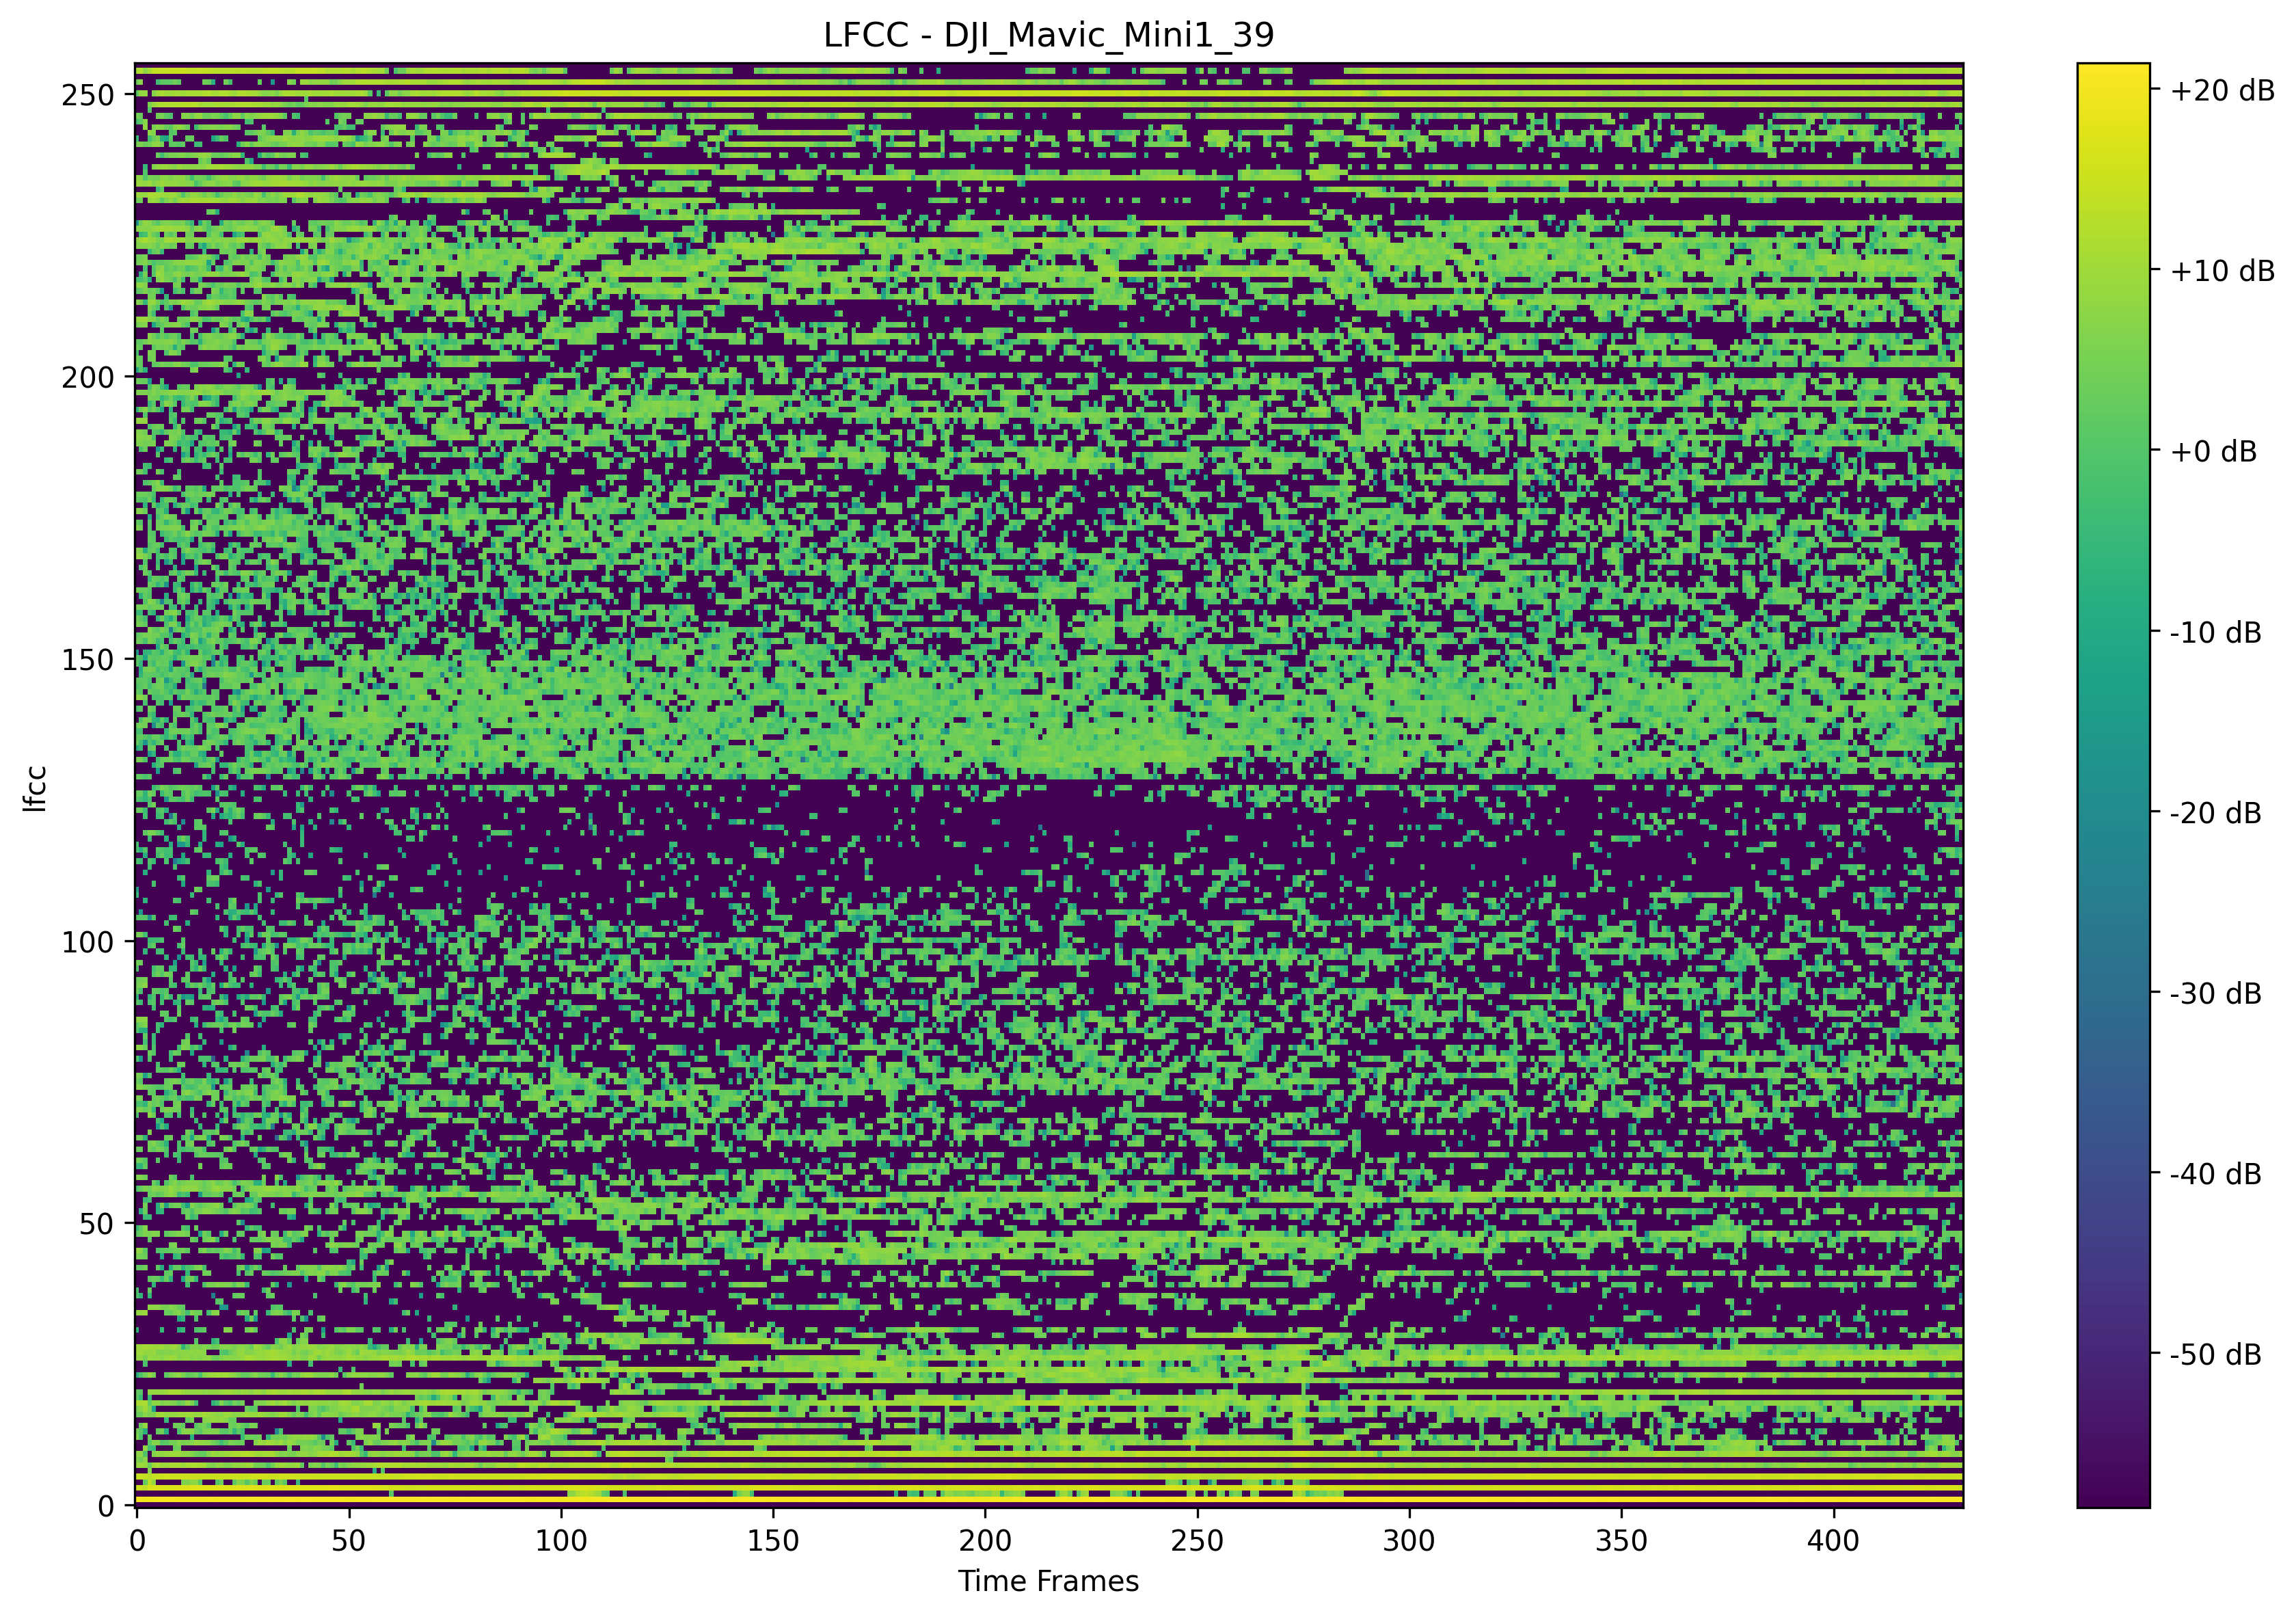 LFCC - DJI_Mavic_Mini1_39
250
200
150
100
50
0
lfcc
0 50 100 150 200 250 300 350 400
Time Frames
+20 dB
+10 dB
+0 dB
-10 dB
-20 dB
-30 dB
-40 dB
-50 dB